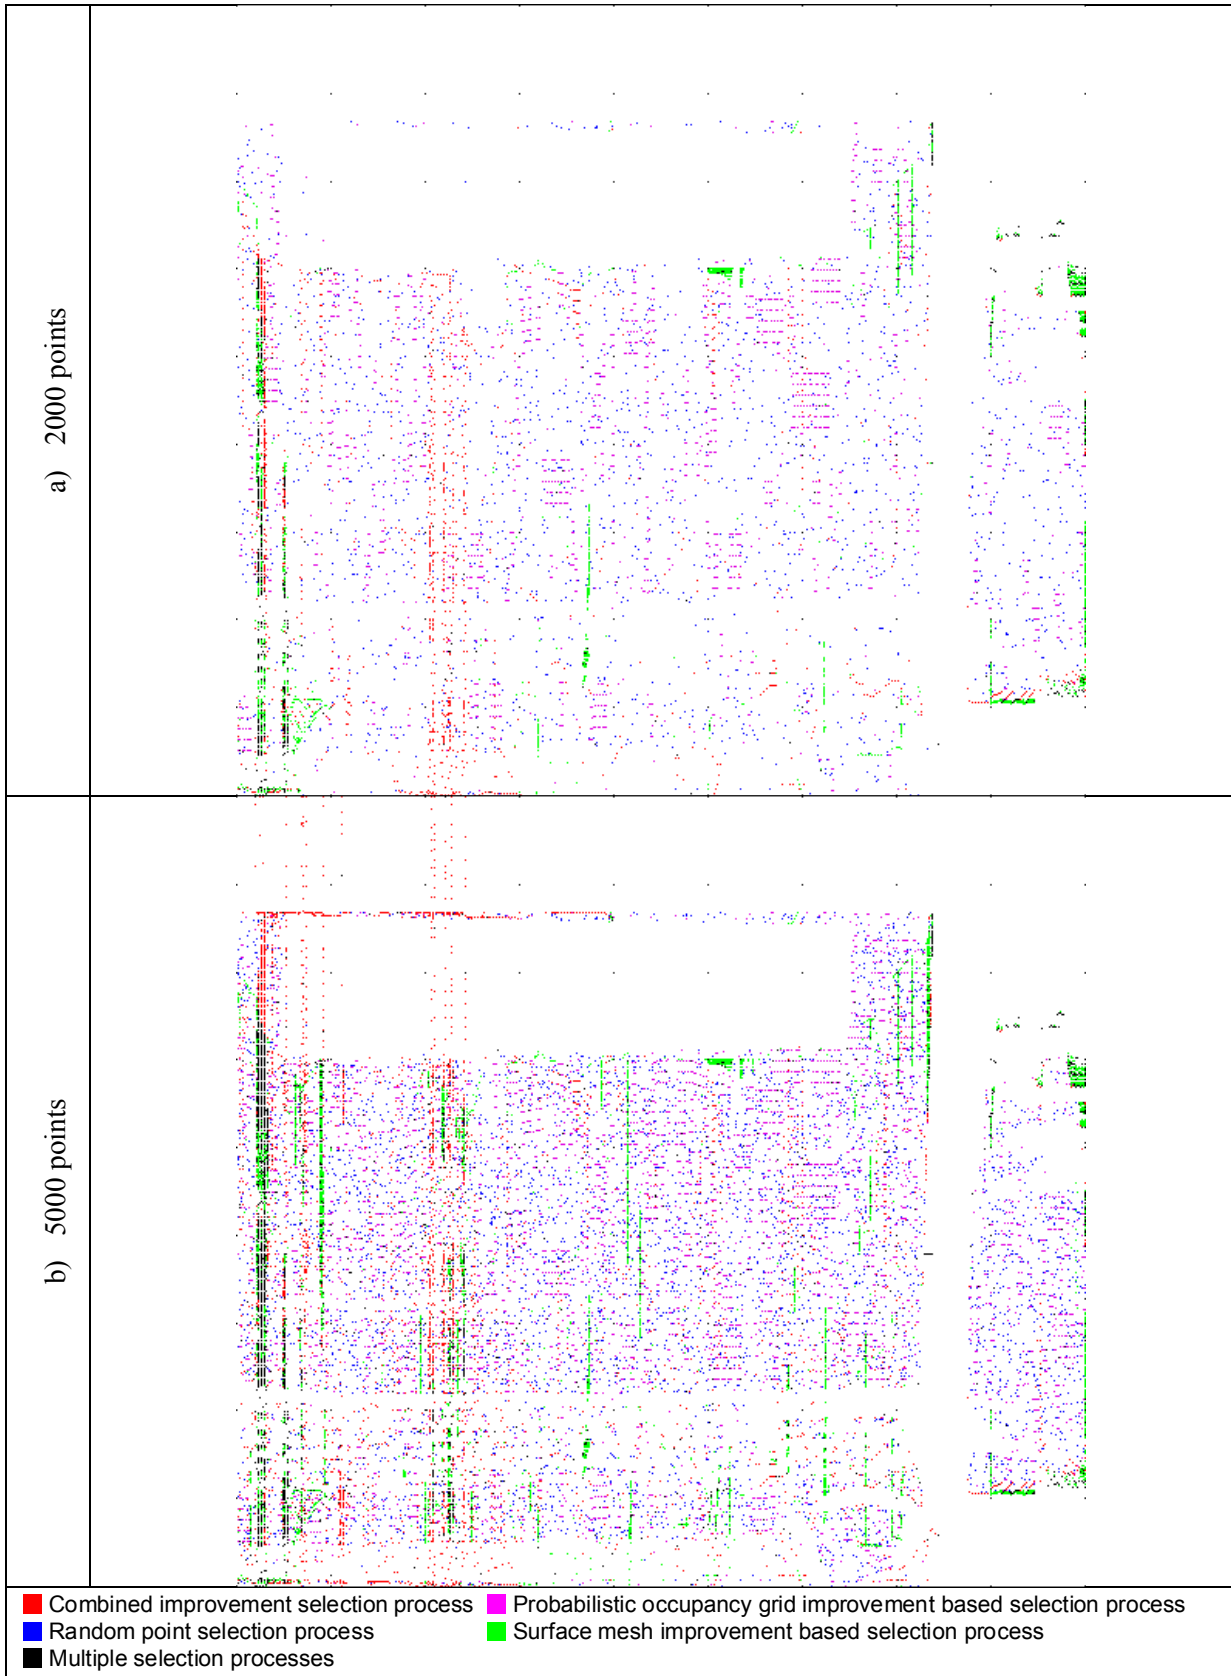 a) 2000 points
b) 5000 points
Combined improvement selection process
Probabilistic occupancy grid improvement based selection process
Random point selection process
Surface mesh improvement based selection process
Multiple selection processes